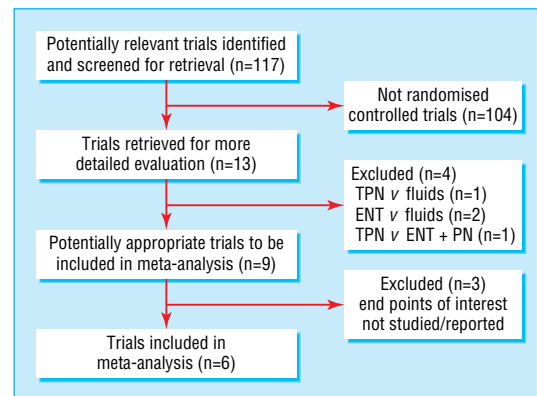 Potentially relevant trials identified
and screened for retrieval (n=117)
Not randomised
controlled trials (n=104)
Trials retrieved for more
detailed evaluation (n=13)
Excluded (n=4)
TPN v fluids (n=1)
ENT v fluids (n=2)
TPN v ENT + PN (n=1)
Potentially appropriate trials to be
included in meta-analysis (n=9)
Excluded (n=3)
end points of interest
not studied/reported
Trials included in
meta-analysis (n=6)